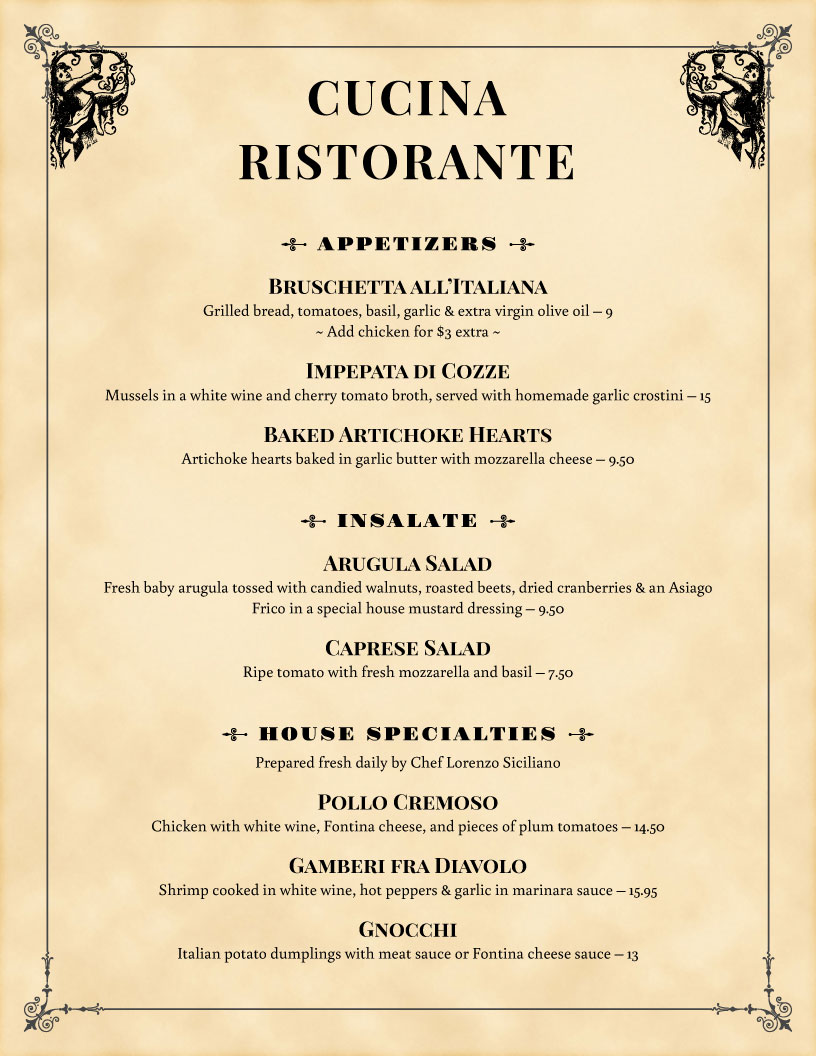 CUCINA
RISTORANTE
APPETIZERS
Bruschetta all’Italiana
Grilled bread, tomatoes, basil, garlic & extra virgin olive oil – 9
~ Add chicken for $3 extra ~
Impepata di Cozze
Mussels in a white wine and cherry tomato broth, served with homemade garlic crostini – 15
Baked Artichoke Hearts
Artichoke hearts baked in garlic butter with mozzarella cheese – 9.50
INSALATE
Arugula Salad
Fresh baby arugula tossed with candied walnuts, roasted beets, dried cranberries & an Asiago
Frico in a special house mustard dressing – 9.50
Caprese Salad
Ripe tomato with fresh mozzarella and basil – 7.50
HOUSE SPECIALTIES
Prepared fresh daily by Chef Lorenzo Siciliano
Pollo Cremoso
Chicken with white wine, Fontina cheese, and pieces of plum tomatoes – 14.50
Gamberi fra Diavolo
Shrimp cooked in white wine, hot peppers & garlic in marinara sauce – 15.95
Gnocchi
Italian potato dumplings with meat sauce or Fontina cheese sauce – 13